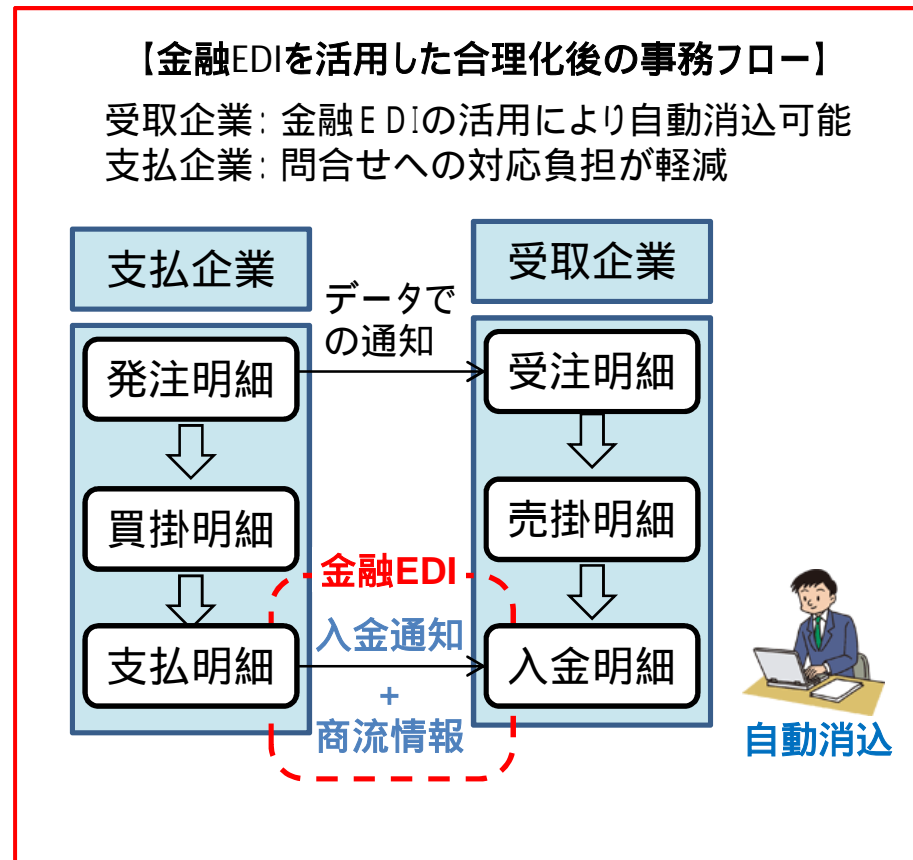 【金融EDIを活用した合理化後の事務フロー】
受取企業：金融ＥＤＩの活用により自動消込可能
支払企業：問合せへの対応負担が軽減
支払企業
受取企業
データで
の通知
発注明細
受注明細
買掛明細
売掛明細
金融EDI
入金通知
+
商流情報
支払明細
入金明細
自動消込